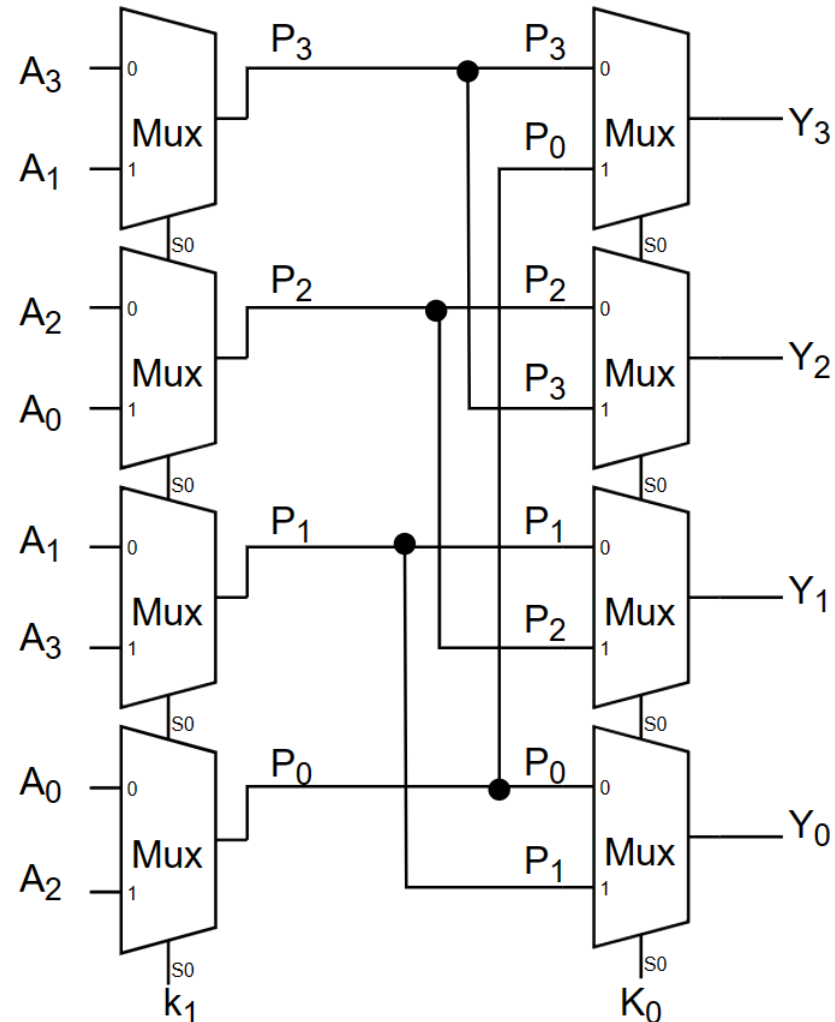 P₃ P₃
A₃ 0 0
Mux Mux Y₃
P₀
A₁ 1 1
S0 S0
P₂ P₂
A₂ 0 0
Mux Mux Y₂
P₃
A₀ 1 1
S0 S0
P₁ P₁
A₁ 0 0
Mux Mux Y₁
P₂
A₃ 1 1
S0 S0
P₀ P₀
A₀ 0 0
Mux Mux Y₀
P₁
A₂ 1 1
S0 S0
k₁ K₀